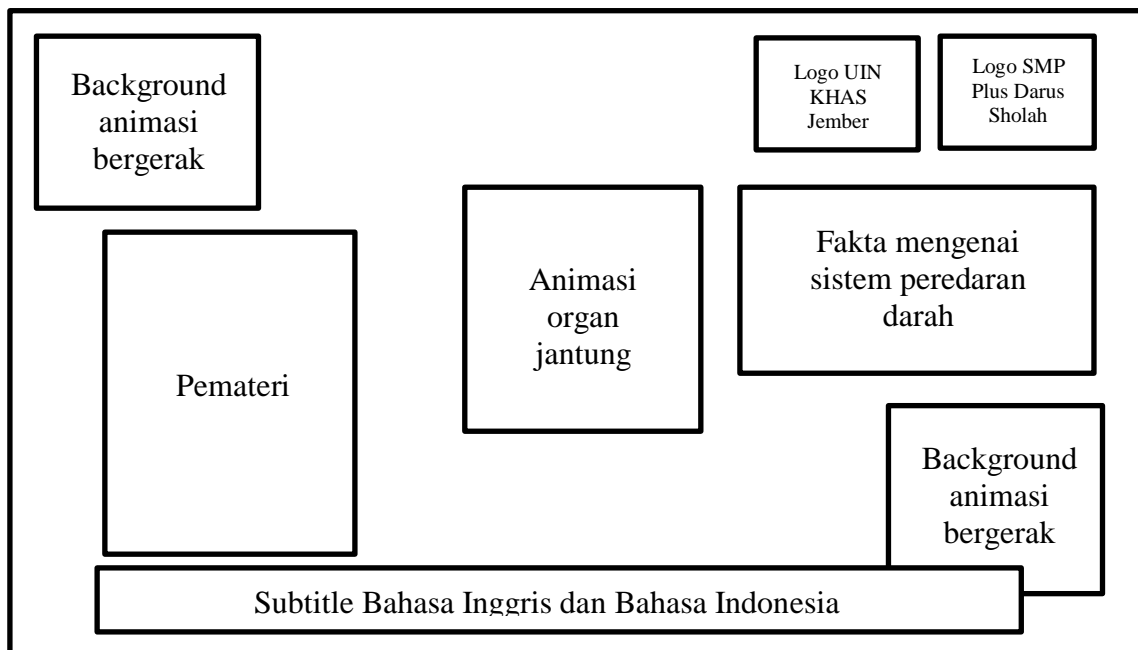 Background
animasi
bergerak
Logo UIN
KHAS
Jember
Logo SMP
Plus Darus
Sholah
Pemateri
Animasi
organ
jantung
Fakta mengenai
sistem peredaran
darah
Background
animasi
bergerak
Subtitle Bahasa Inggris dan Bahasa Indonesia